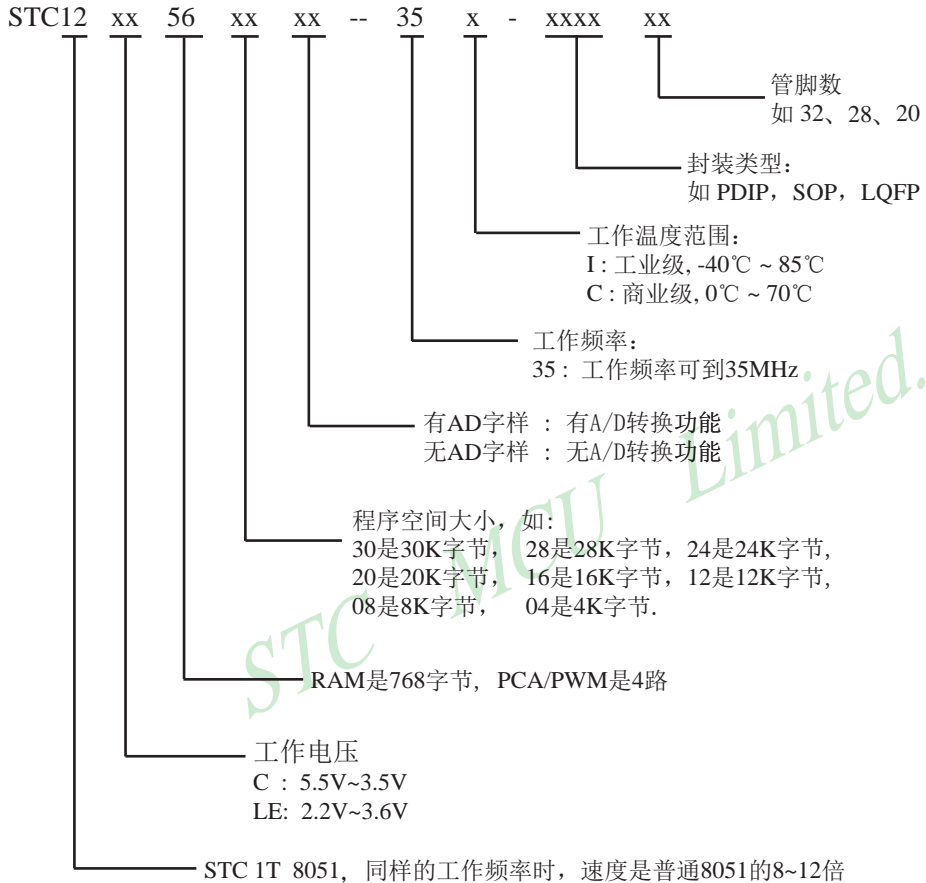 STC12 xx 56 xx xx -- 35 x - xxxx xx
管脚数
如 32、28、20
封装类型：
如 PDIP，SOP，LQFP
工作温度范围：
I : 工业级, -40℃ ~ 85℃
C : 商业级, 0℃ ~ 70℃
工作频率：
35 : 工作频率可到35MHz
有AD字样 : 有A/D转换功能
无AD字样 : 无A/D转换功能
程序空间大小，如:
30是30K字节， 28是28K字节，24是24K字节,
20是20K字节， 16是16K字节，12是12K字节,
08是8K字节， 04是4K字节.
RAM是768字节, PCA/PWM是4路
工作电压
C : 5.5V~3.5V
LE: 2.2V~3.6V
STC 1T 8051, 同样的工作频率时，速度是普通8051的8~12倍
STC MCU Limited.